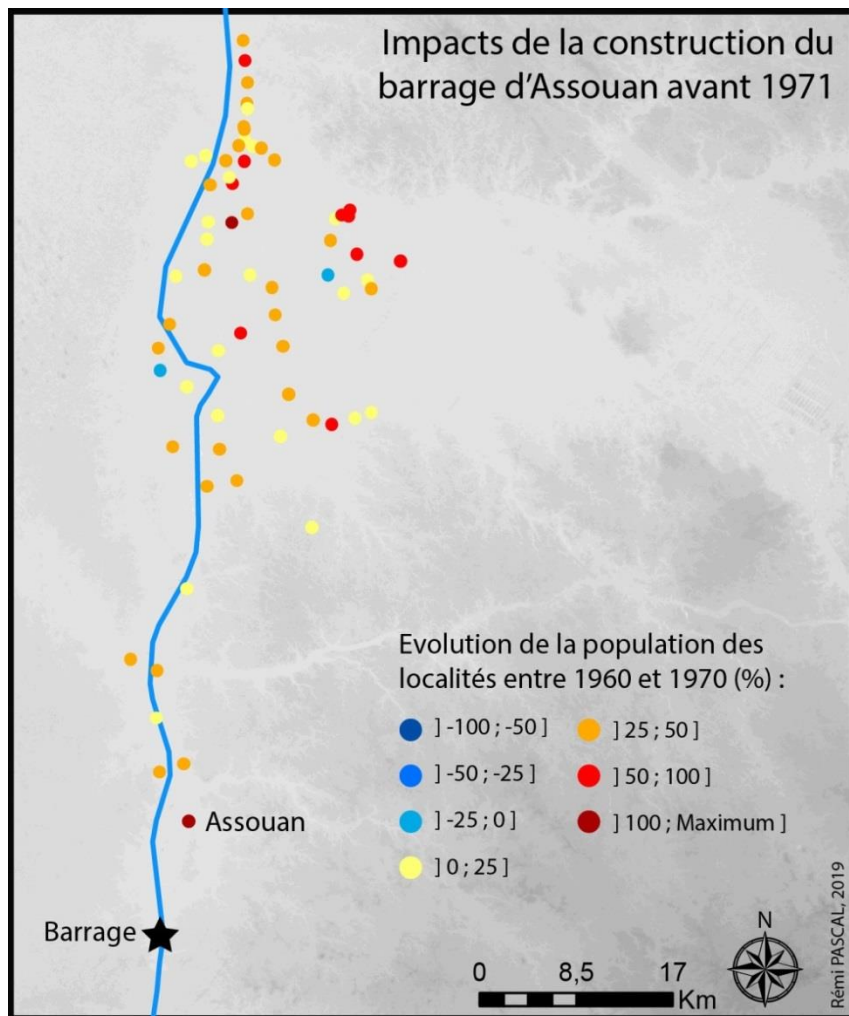 Impacts de la construction du
barrage d'Assouan avant 1971
Evolution de la population des
localités entre 1960 et 1970 (%) :
] -100 ; -50 ]
] -50 ; -25 ]
] -25 ; 0 ]
] 0 ; 25 ]
] 25 ; 50 ]
] 50 ; 100 ]
] 100 ; Maximum ]
Assouan
Barrage
N
0 8,5 17
Km
Rémi PASCAL, 2019